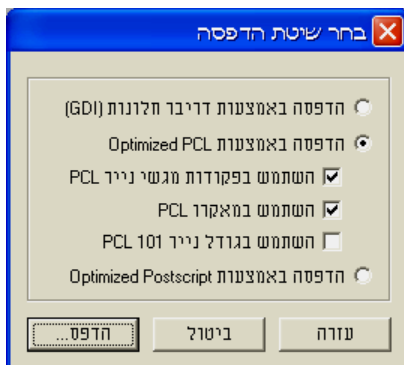 בחר שיטת הדפסה
הדפסה באמצעות דרייבר חלונות (GDI)
הדפסה באמצעות Optimized PCL
השתמש בפקודות מגשי נייר PCL
השתמש במאקרו PCL
השתמש בגודל נייר PCL 101
הדפסה באמצעות Optimized Postscript
עזרה
ביטול
הדפס...